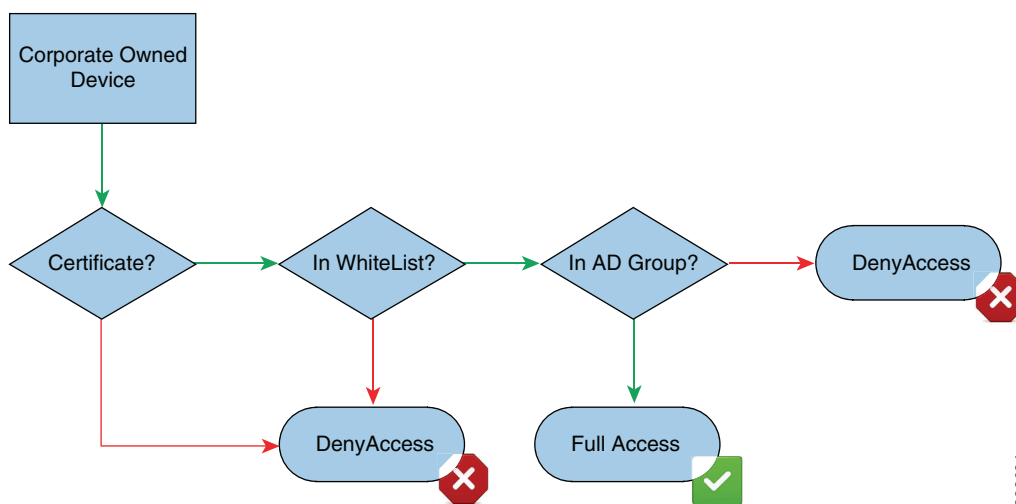 Corporate Owned
Device
Certificate?
In WhiteList?
In AD Group?
DenyAccess
DenyAccess
Full Access